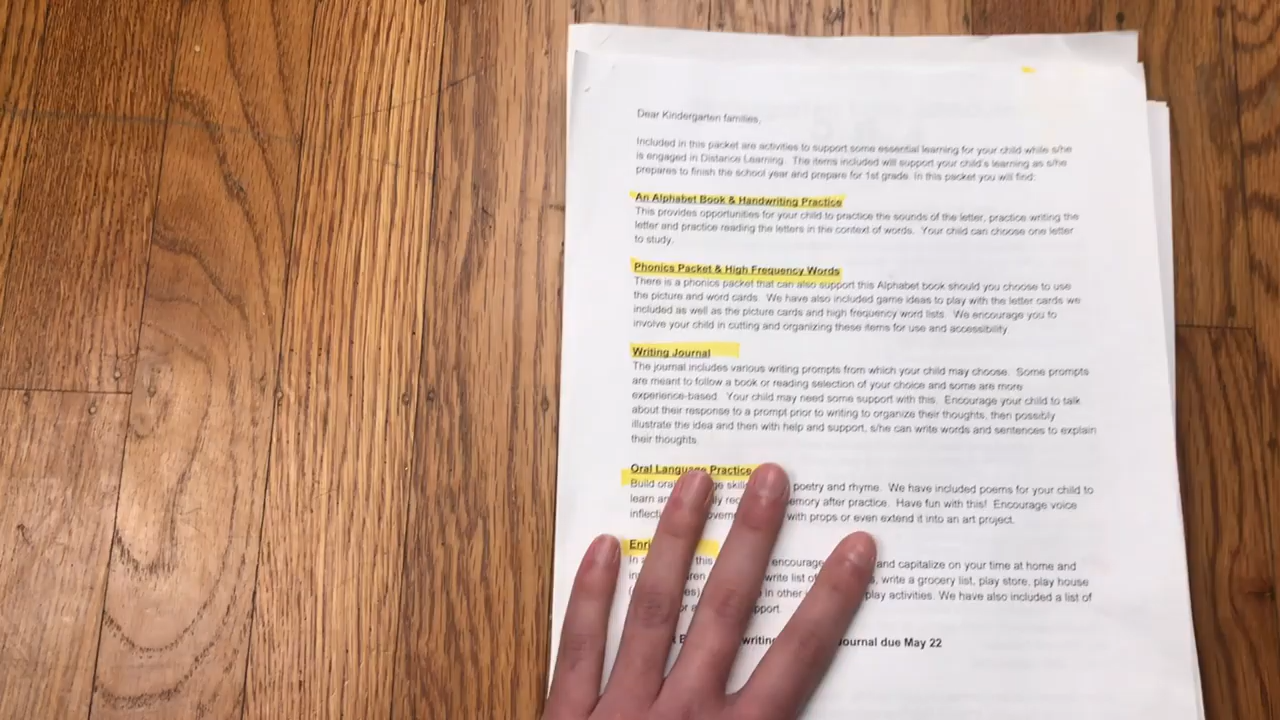 Dear Kindergarten families,
Included in this packet are activities to support some essential learning for your child while s/he
is engaged in Distance Learning. The items included will support your child's learning as s/he
prepares to finish the school year and prepare for 1st grade. In this packet you will find:
An Alphabet Book & Handwriting Practice
This provides opportunities for your child to practice the sounds of the letter, practice writing the
letter and practice reading the letters in the context of words. Your child can choose one letter
to study.
Phonics Packet & High Frequency Words
There is a phonics packet that can also support this Alphabet book should you choose to use
the picture and word cards. We have also included game ideas to play with the letter cards we
included as well as the picture cards and high frequency word lists. We encourage you to
involve your child in cutting and organizing these items for use and accessibility
Writing Journal
The journal includes various writing prompts from which your child may choose. Some prompts
are meant to follow a book or reading selection of your choice and some are more
experience-based. Your child may need some support with this. Encourage your child to talk
about their response to a prompt prior to writing to organize their thoughts, then possibly
illustrate the idea and then with help and support, s/he can write words and sentences to explain
their thoughts.
Oral Language Practice
Build oral poetry and rhyme. We have included poems for your child to
learn after practice. Have fun with this! Encourage voice
with props or even extend it into an art project.
this encourage and capitalize on your time at home and
write list of write a grocery list, play store, play house
in other play activities. We have also included a list of
Journal due May 22